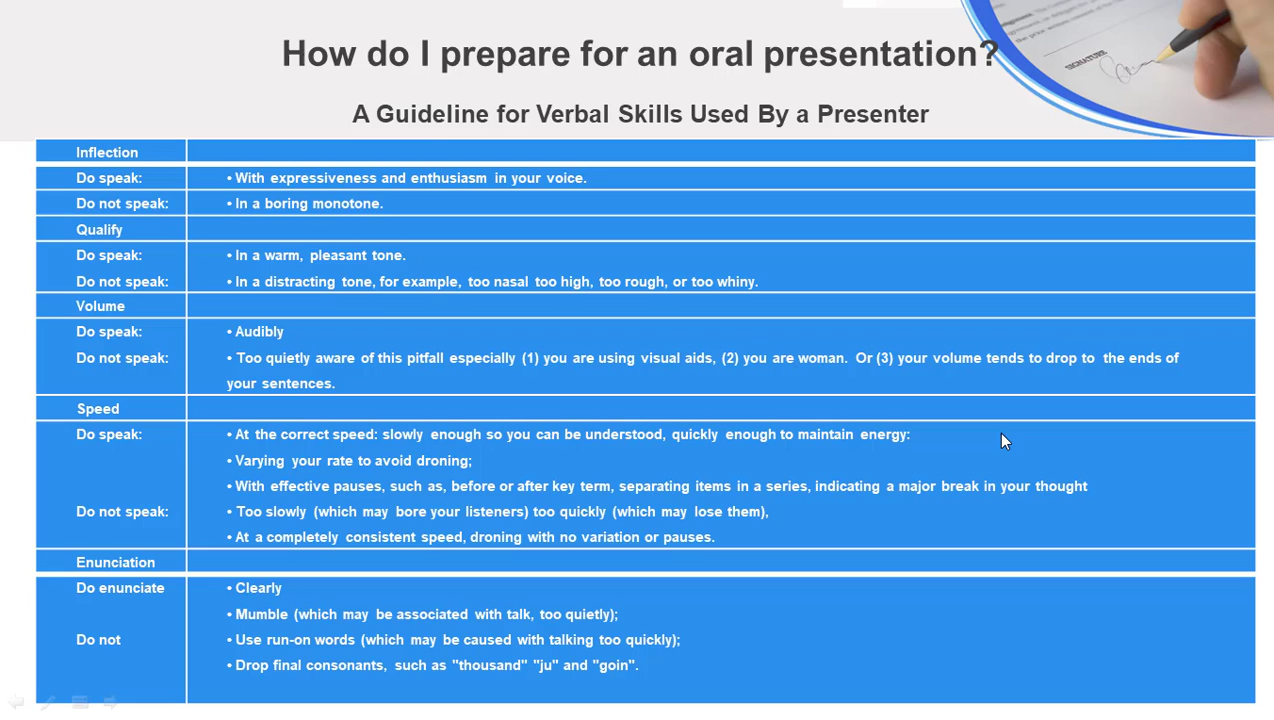 How do I prepare for an oral presentation?
SIGNATURE
A Guideline for Verbal Skills Used By a Presenter
Inflection
Do speak: • With expressiveness and enthusiasm in your voice.
Do not speak: • In a boring monotone.
Qualify
Do speak: • In a warm, pleasant tone.
Do not speak: • In a distracting tone, for example, too nasal too high, too rough, or too whiny.
Volume
Do speak: • Audibly
Do not speak: • Too quietly aware of this pitfall especially (1) you are using visual aids, (2) you are woman. Or (3) your volume tends to drop to the ends of
your sentences.
Speed
Do speak: • At the correct speed: slowly enough so you can be understood, quickly enough to maintain energy:
• Varying your rate to avoid droning;
• With effective pauses, such as, before or after key term, separating items in a series, indicating a major break in your thought
Do not speak: • Too slowly (which may bore your listeners) too quickly (which may lose them),
• At a completely consistent speed, droning with no variation or pauses.
Enunciation
Do enunciate • Clearly
• Mumble (which may be associated with talk, too quietly);
Do not • Use run-on words (which may be caused with talking too quickly);
• Drop final consonants, such as "thousand" "ju" and "goin".